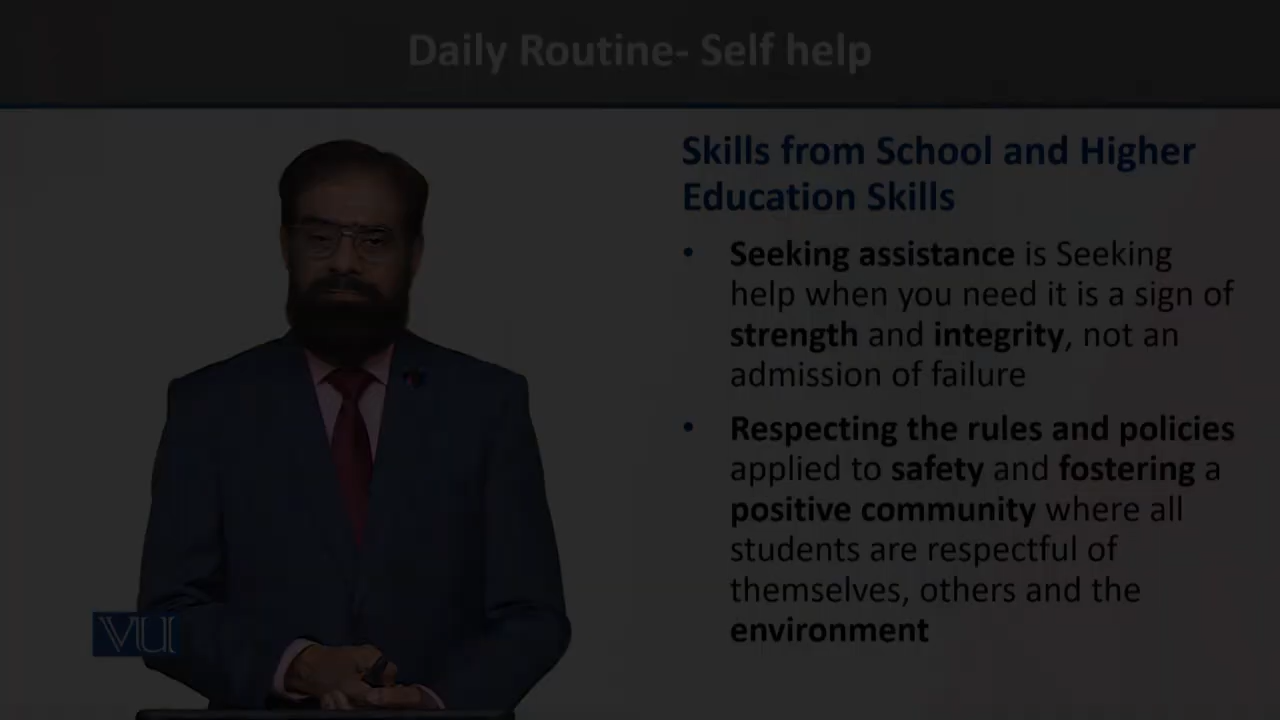 Daily Routine- Self help
Skills from School and Higher
Education Skills
• Seeking assistance is Seeking
help when you need it is a sign of
strength and integrity, not an
admission of failure
• Respecting the rules and policies
applied to safety and fostering a
positive community where all
students are respectful of
themselves, others and the
environment
VU